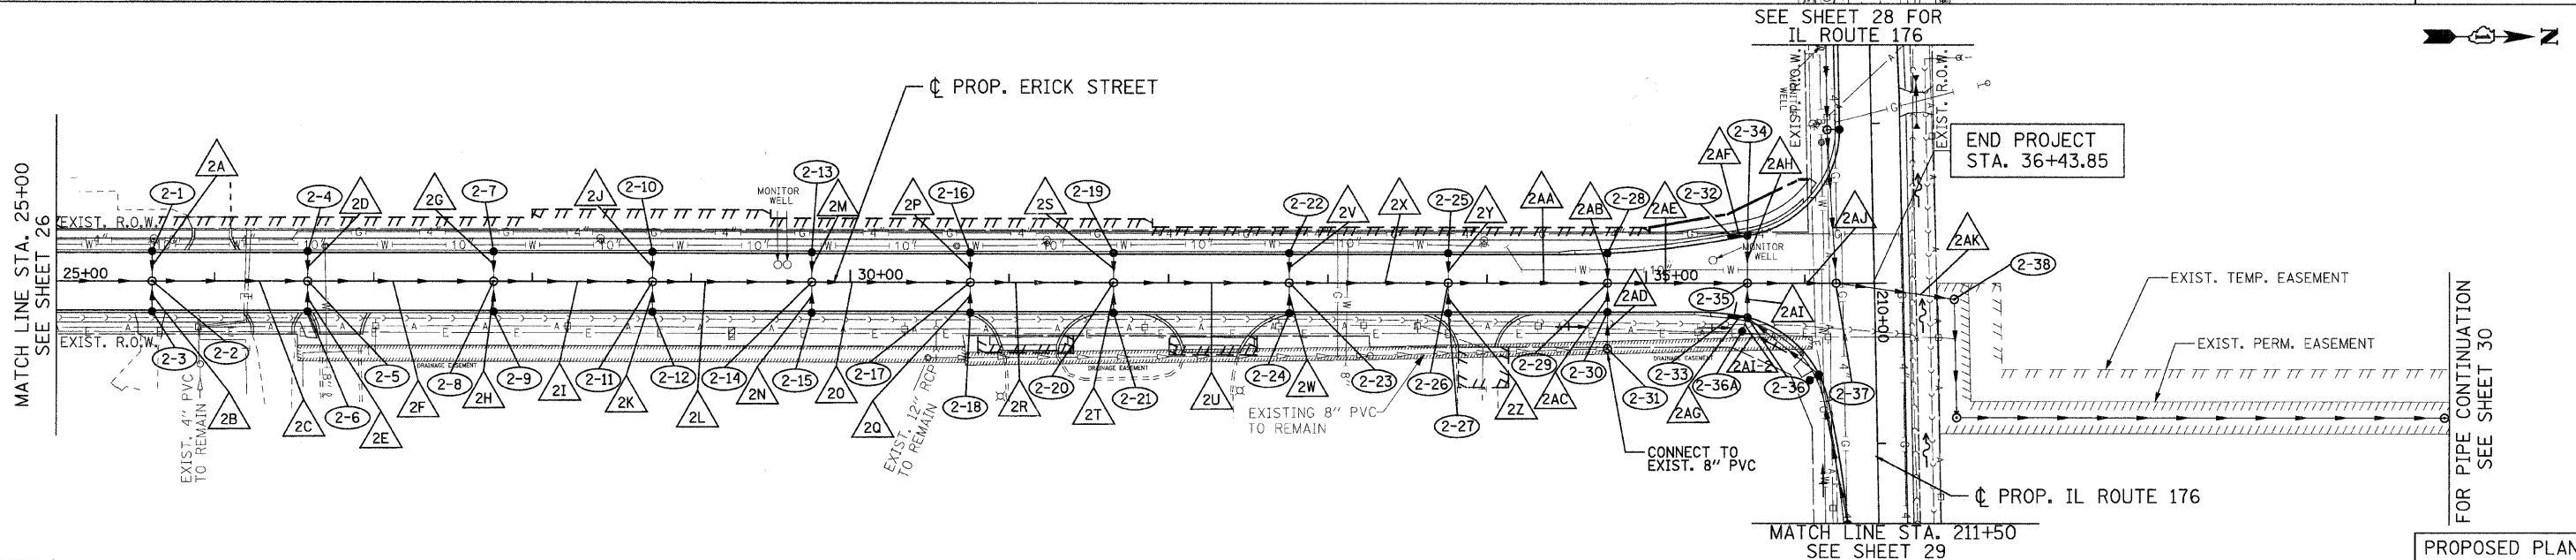 SEE SHEET 28 FOR
IL ROUTE 176
N
℄ PROP. ERICK STREET
END PROJECT
STA. 36+43.85
EXIST. R.O.W.
EXIST. R.O.W.
MONITOR
WELL
MATCH LINE STA. 25+00
SEE SHEET 26
2A
2-1
2-4
2D
2G
2-7
2J
2-10
MONITOR
WELL
2-13
2M
2P
2-16
2S
2-19
2-22
2V
2X
2-25
2Y
2AA
2AB
2-28
2AE
2-32
2AF
2-34
2AH
2AJ
2AK
2-38
EXIST. R.O.W.
MONITOR
WELL
25+00
30+00
35+00
210+00
EXIST. R.O.W.
2AD
2-35
2AI
EXIST. TEMP. EASEMENT
EXIST. PERM. EASEMENT
2-3
2-2
2B
2C
2-6
2-5
2E
2F
DRAINAGE EASEMENT
2-8
2H
2-9
2I
2-11
2K
2-12
2L
2-14
2N
2-15
2O
2-17
2Q
2-18
2R
2-20
2T
DRAINAGE EASEMENT
2-21
2U
2-24
2W
2-23
2-26
2-27
2Z
2-29
2AC
2-30
2-31
DRAINAGE EASEMENT
2-33
2AG
2-36A
2AI-2
2-36
2-37
EXIST. 4" PVC
TO REMAIN
EXIST. 12" RCP
TO REMAIN
EXISTING 8" PVC
TO REMAIN
CONNECT TO
EXIST. 8" PVC
℄ PROP. IL ROUTE 176
MATCH LINE STA. 211+50
SEE SHEET 29
FOR PIPE CONTINUATION
SEE SHEET 30
PROPOSED PLAN